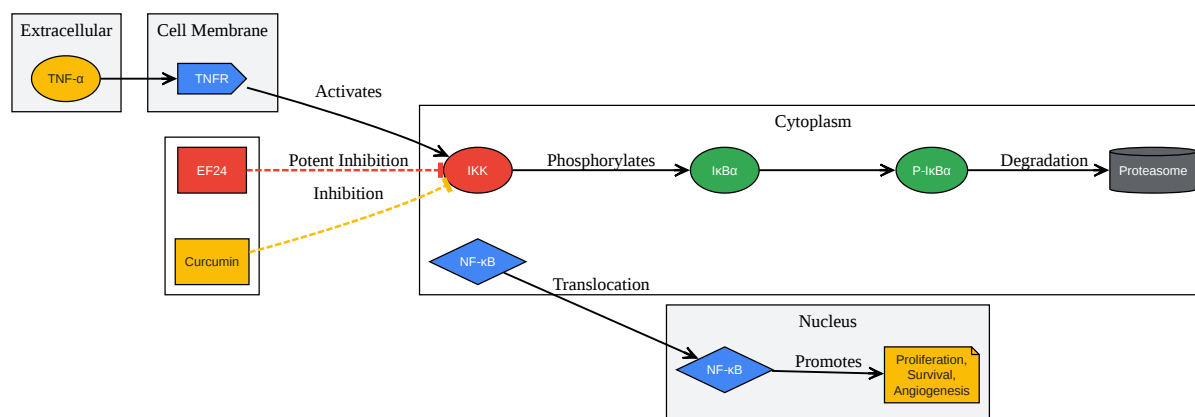 Extracellular
Cell Membrane
TNF-α
TNFR
Activates
Cytoplasm
EF24
Potent Inhibition
IKK
Phosphorylates
IκBα
P-IκBα
Degradation
Proteasome
Inhibition
Curcumin
NF-κB
Translocation
Nucleus
NF-κB
Promotes
Proliferation,
Survival,
Angiogenesis